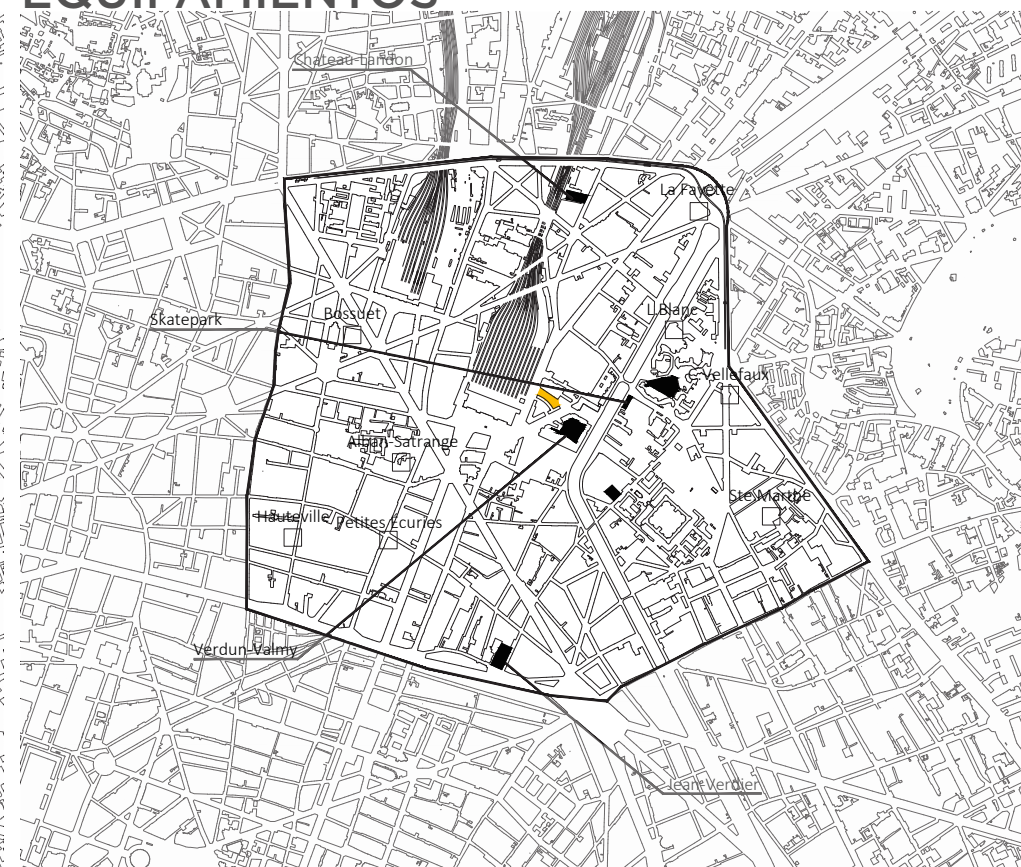 EQUIPAMIENTOS
Chateau-Landon
La Fayette
Bossuet
L.Blanc
Skatepark
Vellefaux
Alban-Satrange
Ste Marthe
Hauteville
Petites Écuries
Verdun-Valmy
Jean-Verdier